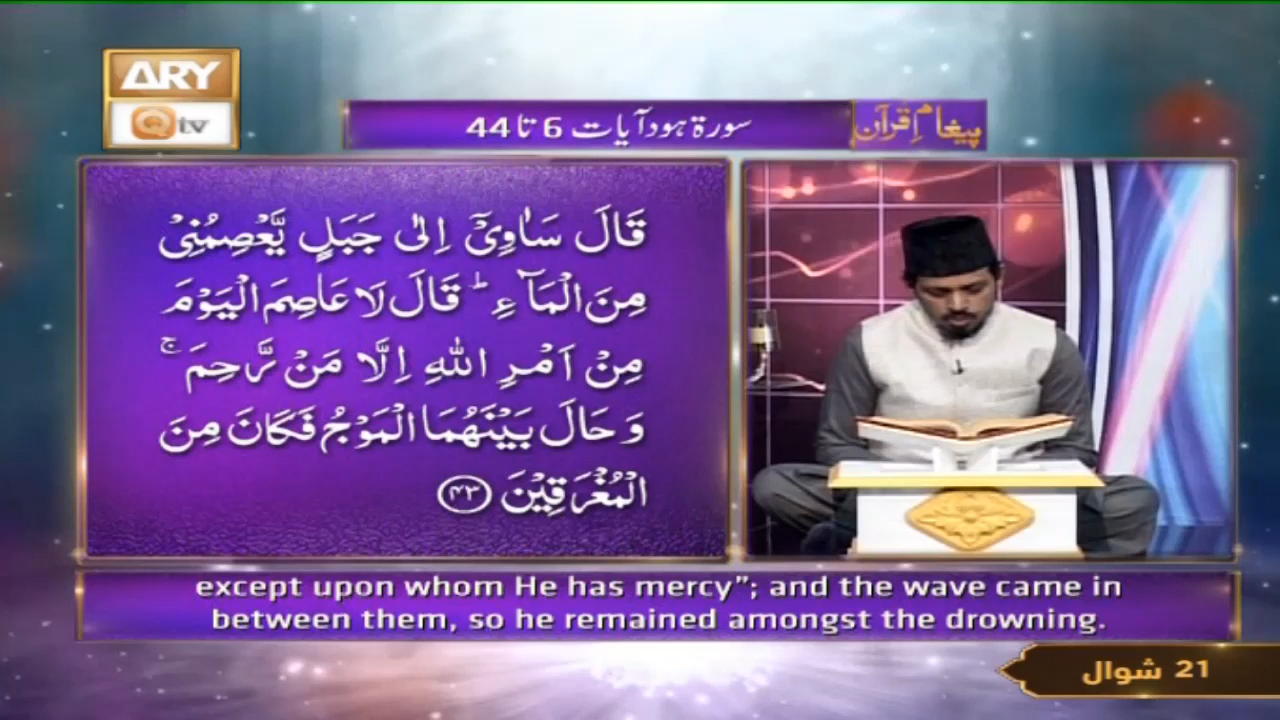 ARY
Qtv
پیغامِ قرآن
سورۃ ہود آیات 6 تا 44
قَالَ سَاٰوِیْۤ اِلٰی جَبَلٍ یَّعْصِمُنِیْ
مِنَ الْمَآءِ ؕ قَالَ لَا عَاصِمَ الْیَوْمَ
مِنْ اَمْرِ اللّٰهِ اِلَّا مَنْ رَّحِمَ ۚ
وَ حَالَ بَیْنَهُمَا الْمَوْجُ فَکَانَ مِنَ
الْمُغْرَقِیْنَ ﴿۴۳﴾
except upon whom He has mercy”; and the wave came in
between them, so he remained amongst the drowning.
21 شوال